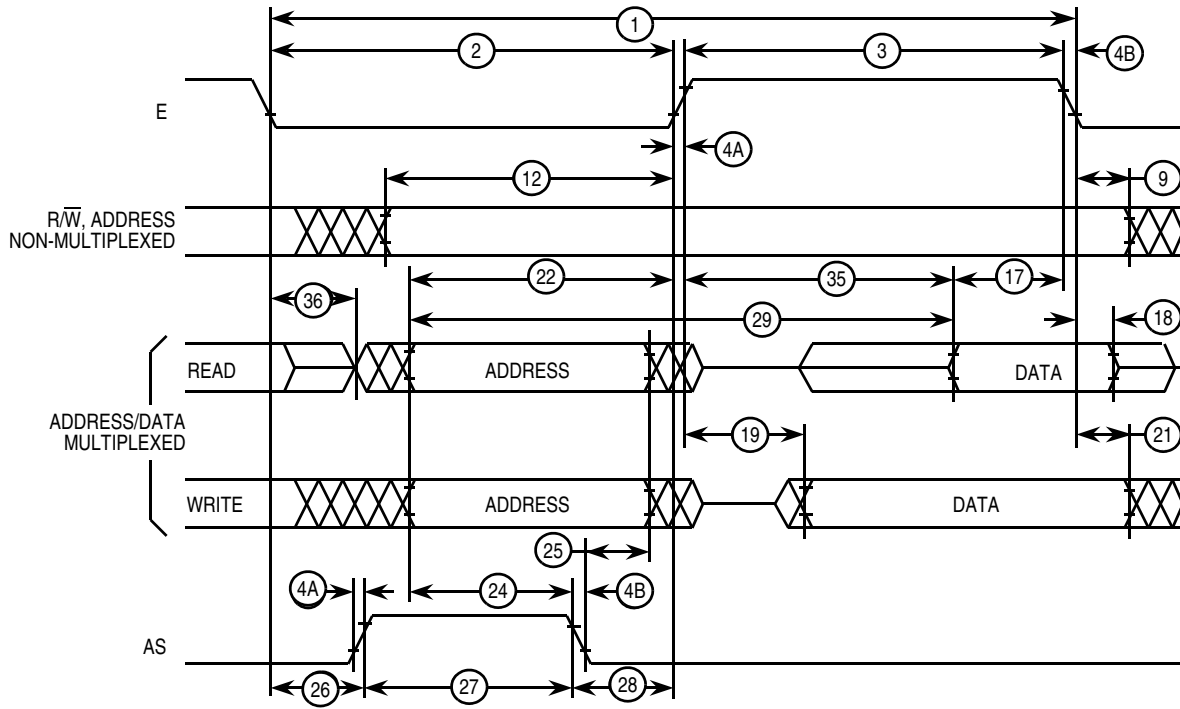 1
2
3
4B
E
4A
12
9
R/W̅, ADDRESS
NON-MULTIPLEXED
22
35
17
36
29
18
READ
ADDRESS
DATA
ADDRESS/DATA
MULTIPLEXED
19
21
WRITE
ADDRESS
DATA
25
4A
24
4B
AS
26
27
28